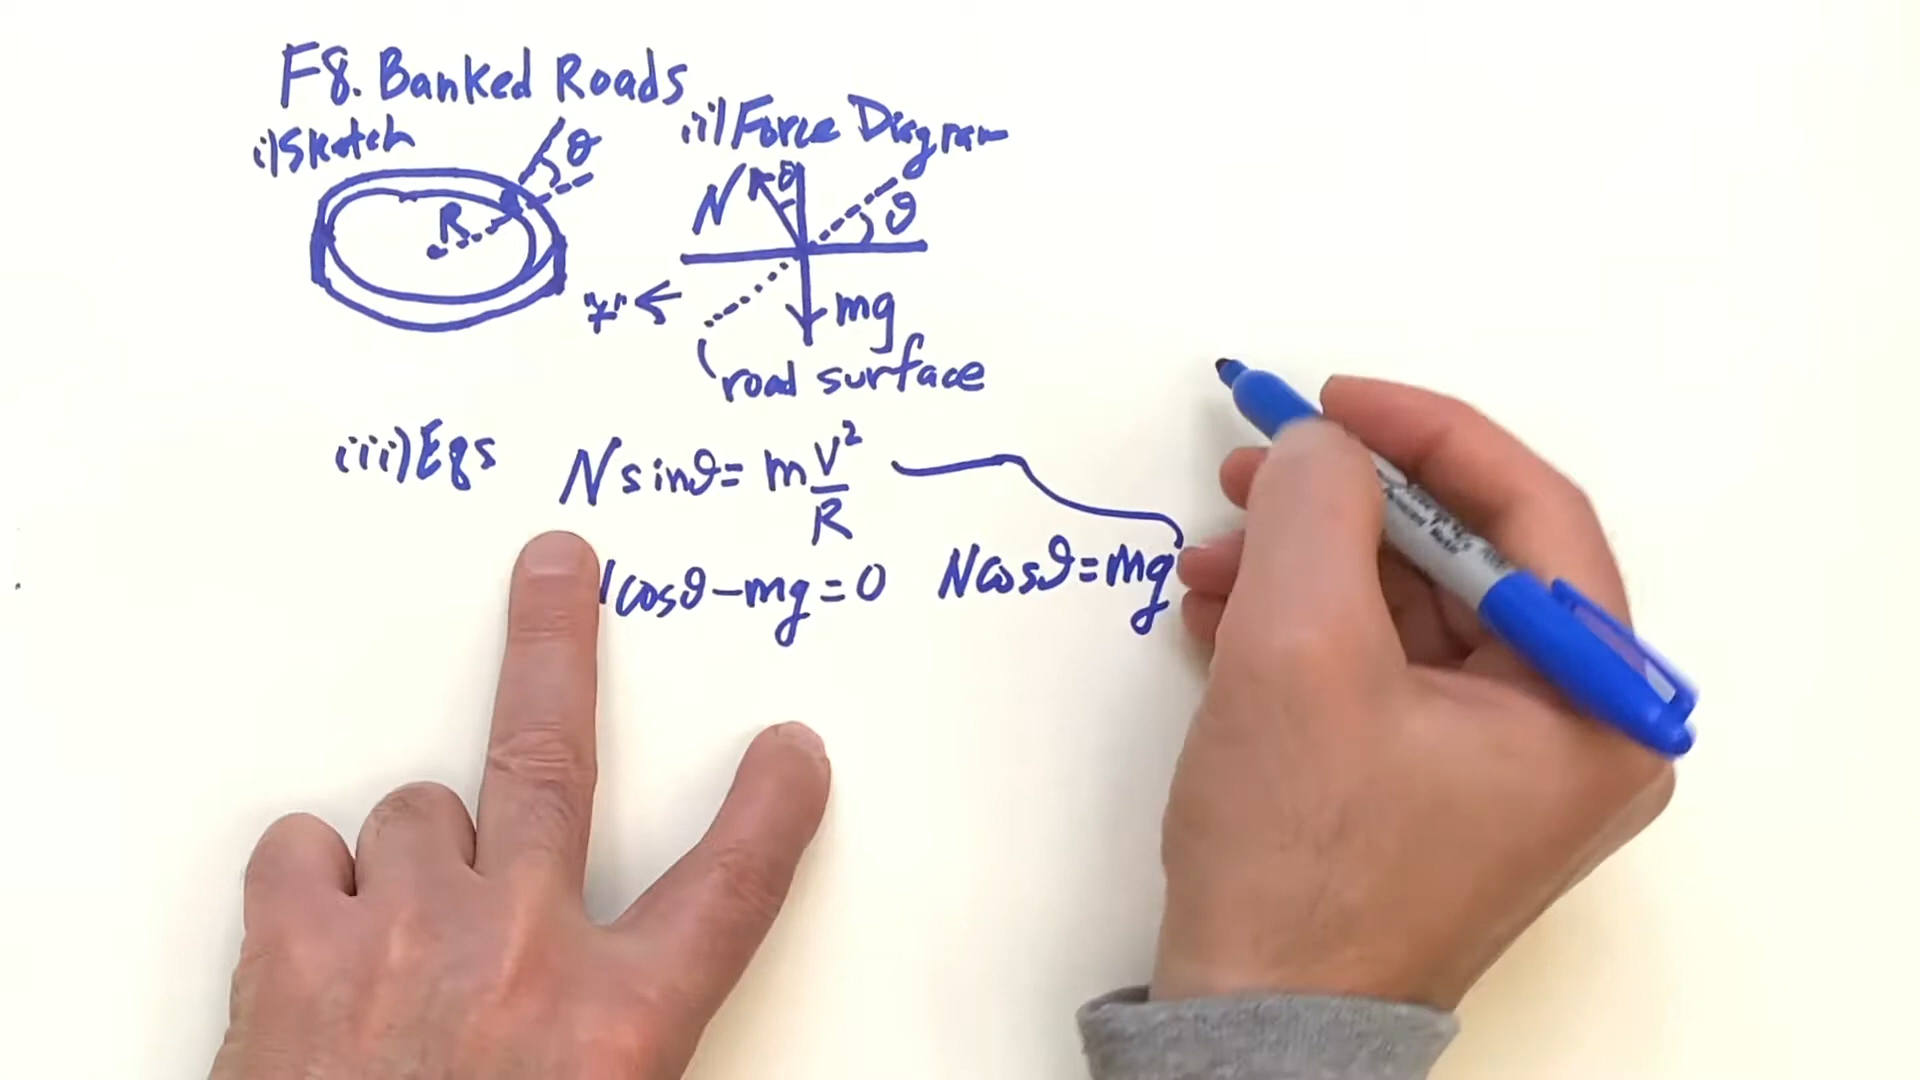 F8. Banked Roads
i) Sketch
θ
R
ii) Force Diagram
N θ
θ
"x" ←
mg
road surface
iii) Eqs
N sinθ = m v²/R
N cosθ - mg = 0 N cosθ = mg